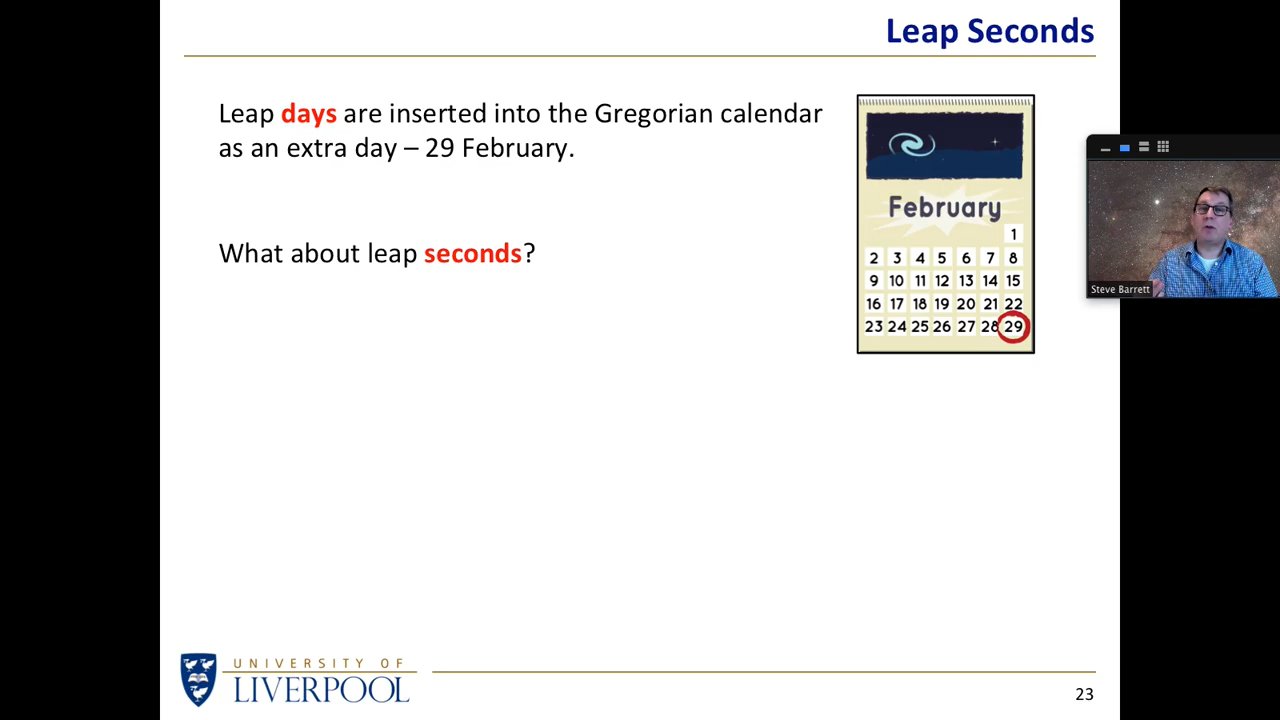 Leap Seconds
Leap days are inserted into the Gregorian calendar
as an extra day – 29 February.
What about leap seconds?
February
1
2 3 4 5 6 7 8
9 10 11 12 13 14 15
16 17 18 19 20 21 22
23 24 25 26 27 28 29
Steve Barrett
UNIVERSITY OF
LIVERPOOL
23